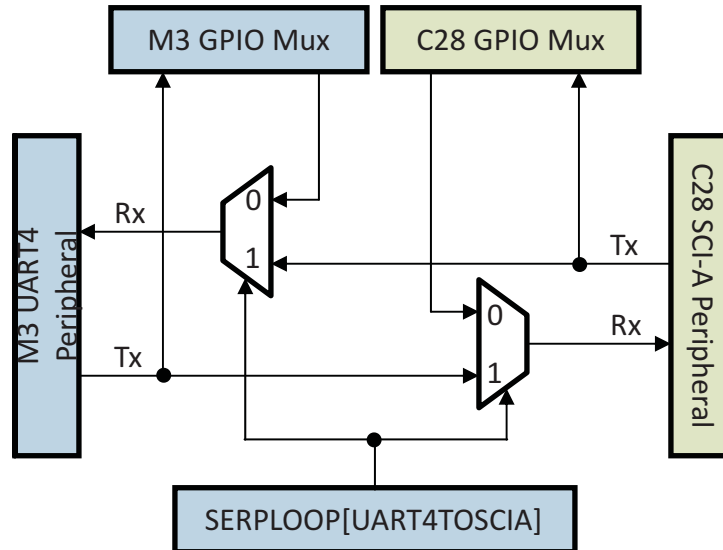 M3 GPIO Mux
C28 GPIO Mux
M3 UART4
Peripheral
C28 SCI-A Peripheral
Rx
0
1
Tx
Tx
0
1
Rx
SERPLOOP[UART4TOSCIA]